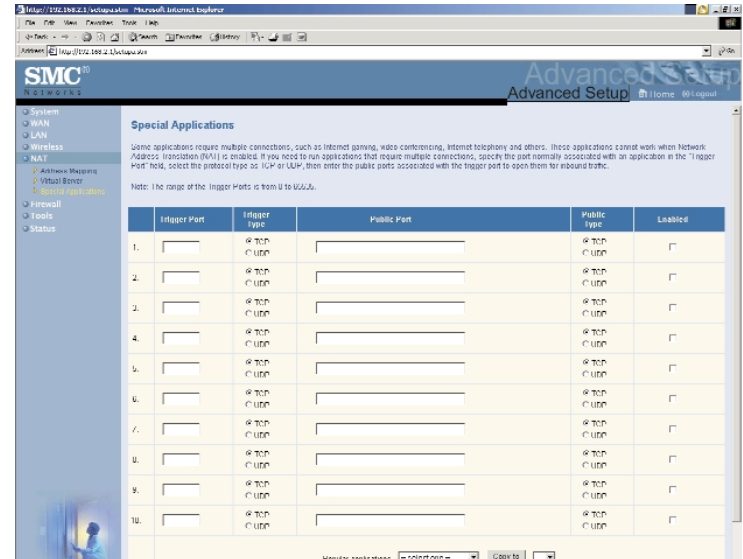 http://192.168.2.1/setupa.stm - Microsoft Internet Explorer
File Edit View Favorites Tools Help
Back Search Favorites History
Address http://192.168.2.1/setupa.stm Go
SMC®
Networks
Advanced Setup
Advanced Setup Home Logout
System
WAN
LAN
Wireless
NAT
Address Mapping
Virtual Server
Special Applications
Firewall
Tools
Status
Special Applications
Some applications require multiple connections, such as Internet gaming, video conferencing, Internet telephony and others. These applications cannot work when Network
Address Translation (NAT) is enabled. If you need to run applications that require multiple connections, specify the port normally associated with an application in the "Trigger
Port" field, select the protocol type as TCP or UDP, then enter the public ports associated with the trigger port to open them for inbound traffic.
Note: The range of the Trigger Ports is from 0 to 65535.
Trigger Port Trigger Type Public Port Public Type Enabled
1. TCP TCP
UDP UDP
2. TCP TCP
UDP UDP
3. TCP TCP
UDP UDP
4. TCP TCP
UDP UDP
5. TCP TCP
UDP UDP
6. TCP TCP
UDP UDP
7. TCP TCP
UDP UDP
8. TCP TCP
UDP UDP
9. TCP TCP
UDP UDP
10. TCP TCP
UDP UDP
Popular applications -- select one -- Copy to